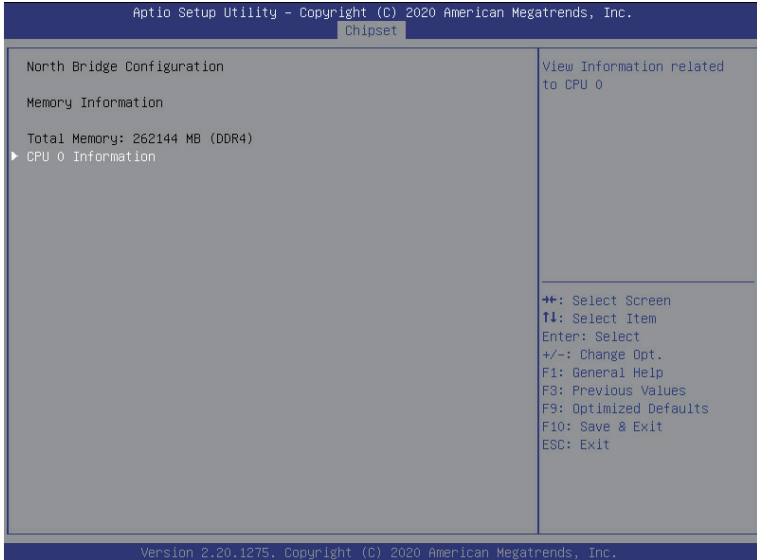 Aptio Setup Utility – Copyright (C) 2020 American Megatrends, Inc.
Chipset
North Bridge Configuration
Memory Information
Total Memory: 262144 MB (DDR4)
► CPU 0 Information
View Information related
to CPU 0
→←: Select Screen
↑↓: Select Item
Enter: Select
+/-: Change Opt.
F1: General Help
F3: Previous Values
F9: Optimized Defaults
F10: Save & Exit
ESC: Exit
Version 2.20.1275. Copyright (C) 2020 American Megatrends, Inc.